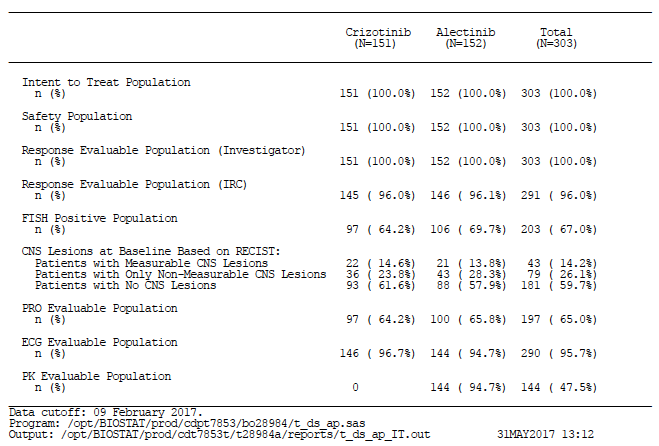 Crizotinib Alectinib Total
(N=151) (N=152) (N=303)
Intent to Treat Population
n (%) 151 (100.0%) 152 (100.0%) 303 (100.0%)
Safety Population
n (%) 151 (100.0%) 152 (100.0%) 303 (100.0%)
Response Evaluable Population (Investigator)
n (%) 151 (100.0%) 152 (100.0%) 303 (100.0%)
Response Evaluable Population (IRC)
n (%) 145 ( 96.0%) 146 ( 96.1%) 291 ( 96.0%)
FISH Positive Population
n (%) 97 ( 64.2%) 106 ( 69.7%) 203 ( 67.0%)
CNS Lesions at Baseline Based on RECIST:
Patients with Measurable CNS Lesions 22 ( 14.6%) 21 ( 13.8%) 43 ( 14.2%)
Patients with Only Non-Measurable CNS Lesions 36 ( 23.8%) 43 ( 28.3%) 79 ( 26.1%)
Patients with No CNS Lesions 93 ( 61.6%) 88 ( 57.9%) 181 ( 59.7%)
PRO Evaluable Population
n (%) 97 ( 64.2%) 100 ( 65.8%) 197 ( 65.0%)
ECG Evaluable Population
n (%) 146 ( 96.7%) 144 ( 94.7%) 290 ( 95.7%)
PK Evaluable Population
n (%) 0 144 ( 94.7%) 144 ( 47.5%)
Data cutoff: 09 February 2017.
Program: /opt/BIOSTAT/prod/cdpt7853/bo28984/t_ds_ap.sas
Output: /opt/BIOSTAT/prod/cdt7853t/t28984a/reports/t_ds_ap_IT.out 31MAY2017 13:12